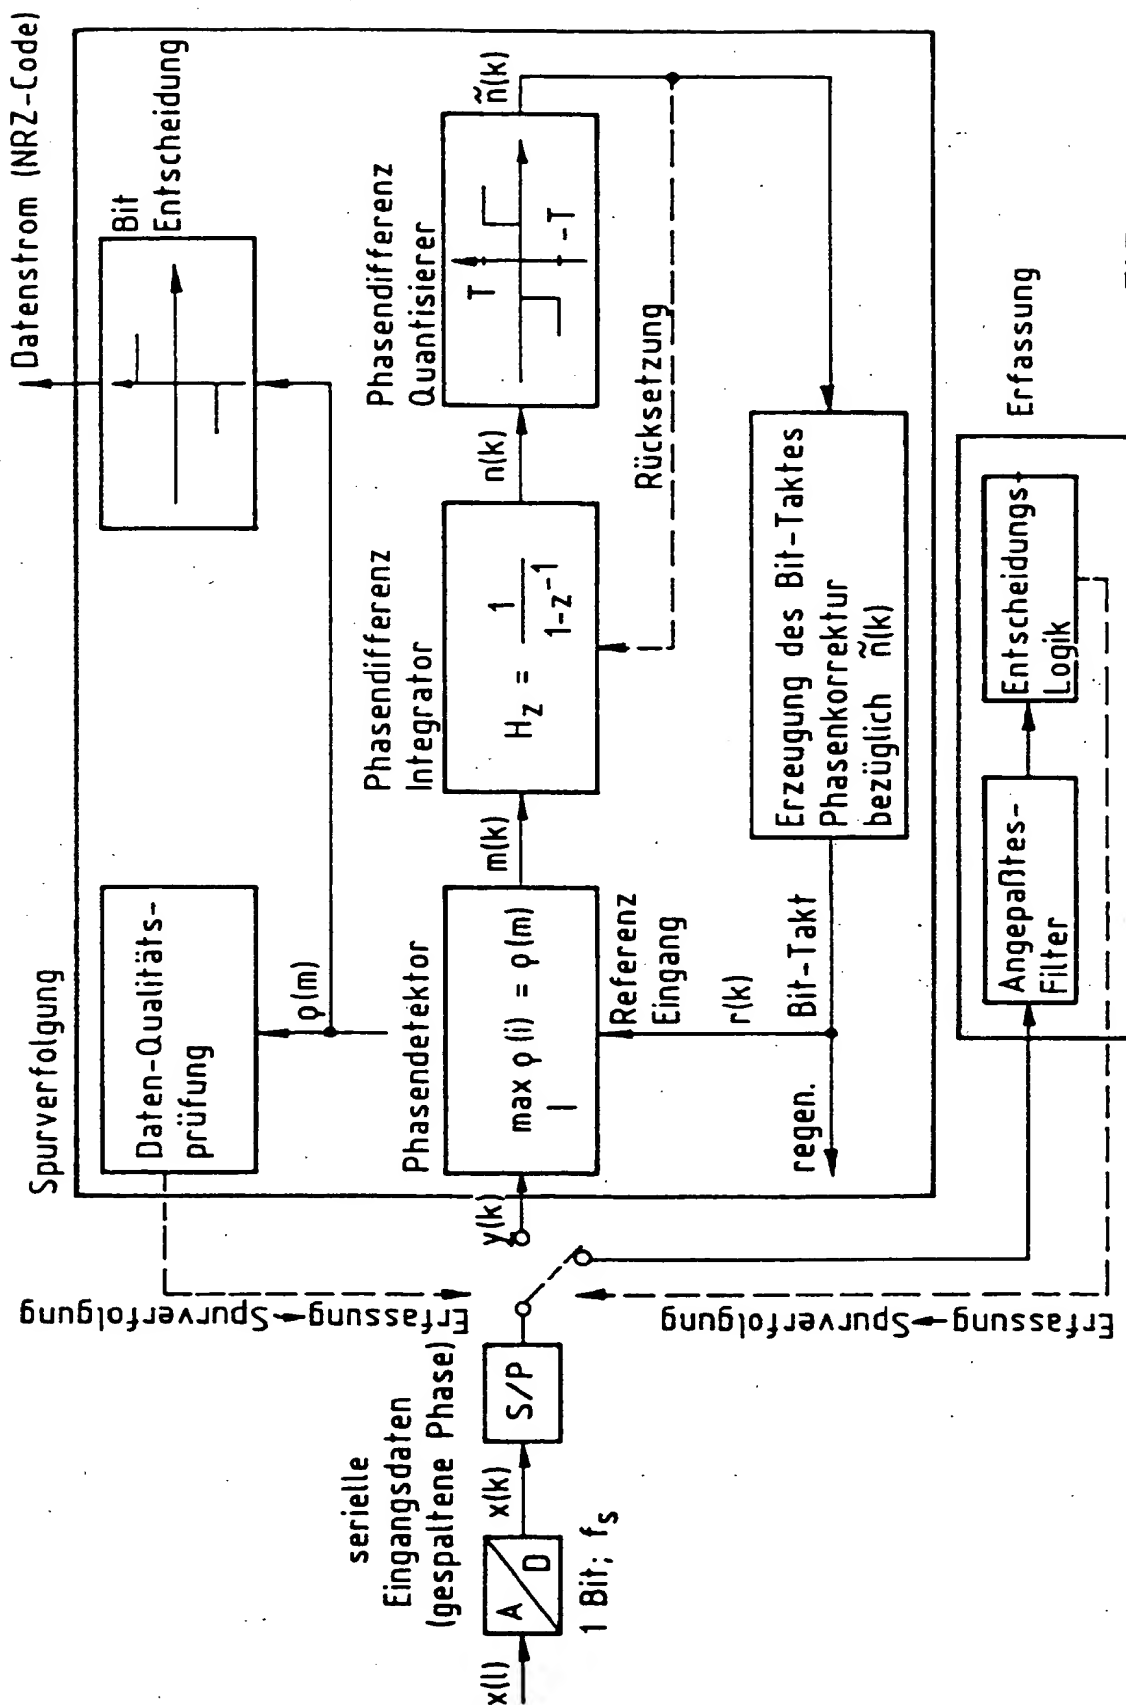 Datenstrom (NRZ-Code)
Spurverfolgung
Daten-Qualitäts-
prüfung
ρ(m)
Bit
Entscheidung
Erfassung→Spurverfolgung
serielle
Eingangsdaten
(gespaltene Phase)
x(l)
A
D
1 Bit; fs
x(k)
S/P
y(k)
Phasendetektor
max ρ(i) = ρ(m)
I
m(k)
Phasendifferenz
Integrator
H_Z = 1 / 1-z⁻¹
n(k)
Phasendifferenz
Quantisierer
T
-T
ñ(k)
Referenz
Eingang
r(k)
Rücksetzung
regen.
Bit-Takt
Erzeugung des Bit-Taktes
Phasenkorrektur
bezüglich ñ(k)
Erfassung→Spurverfolgung
Angepaßtes-
Filter
Entscheidungs-
Logik
Erfassung